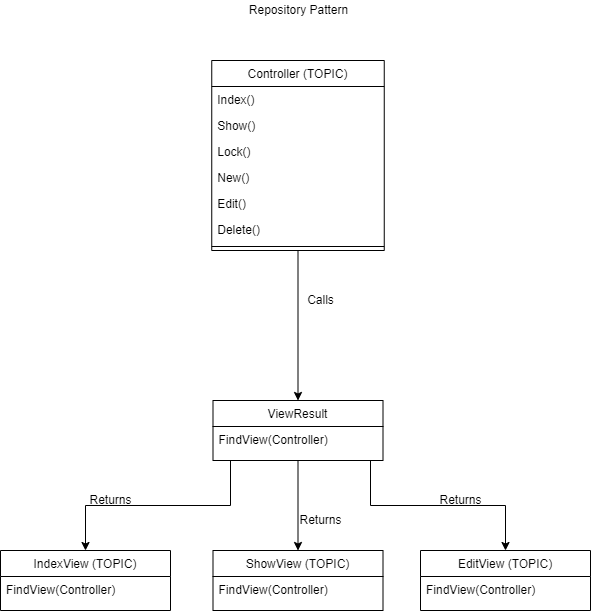 Repository Pattern
Controller (TOPIC)
Index()
Show()
Lock()
New()
Edit()
Delete()
Calls
ViewResult
FindView(Controller)
Returns
Returns
Returns
IndexView (TOPIC)
FindView(Controller)
ShowView (TOPIC)
FindView(Controller)
EditView (TOPIC)
FindView(Controller)